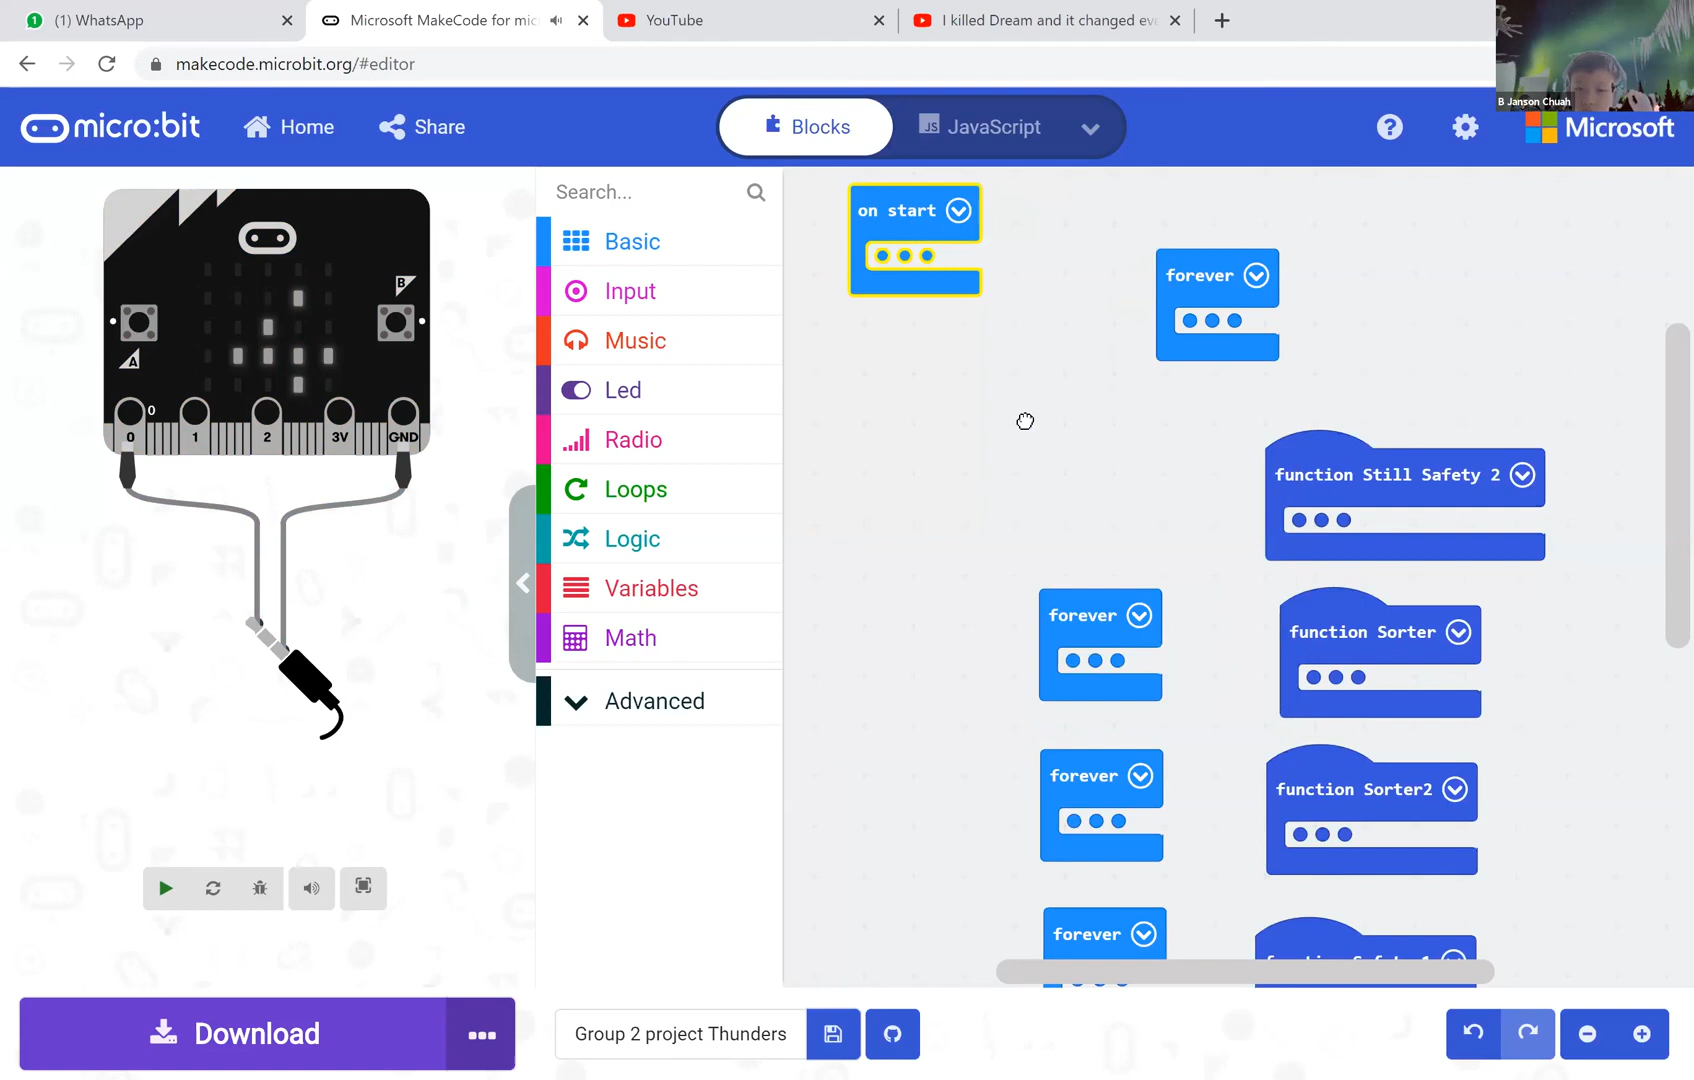 (1) WhatsApp
Microsoft MakeCode for mic
YouTube
I killed Dream and it changed eve
makecode.microbit.org/#editor
B Janson Chuah
micro:bit
Home
Share
Blocks
JS JavaScript
?
Microsoft
Search...
Basic
Input
Music
Led
Radio
Loops
Logic
Variables
Math
Advanced
B
A
0
0 1 2 3V GND
on start
forever
function Still Safety 2
forever
function Sorter
forever
function Sorter2
forever
Download
Group 2 project Thunders